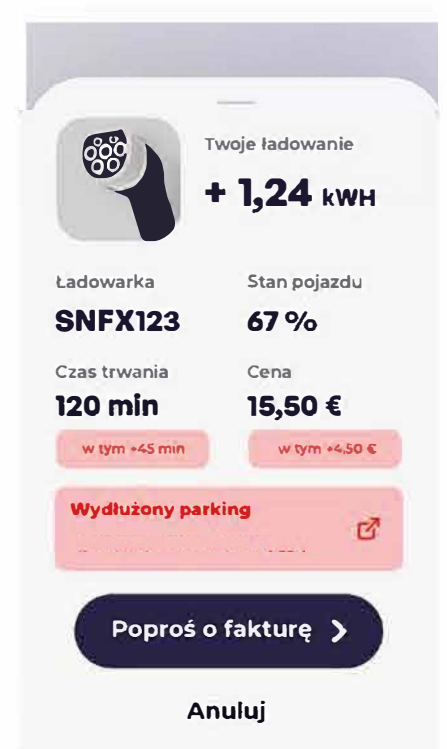 Twoje ładowanie
+ 1,24 kWH
Ładowarka
Stan pojazdu
SNFX123
67 %
Czas trwania
Cena
120 min
15,50 €
w tym +45 min
w tym +4,50 €
Wydłużony parking
Poproś o fakturę
Anuluj